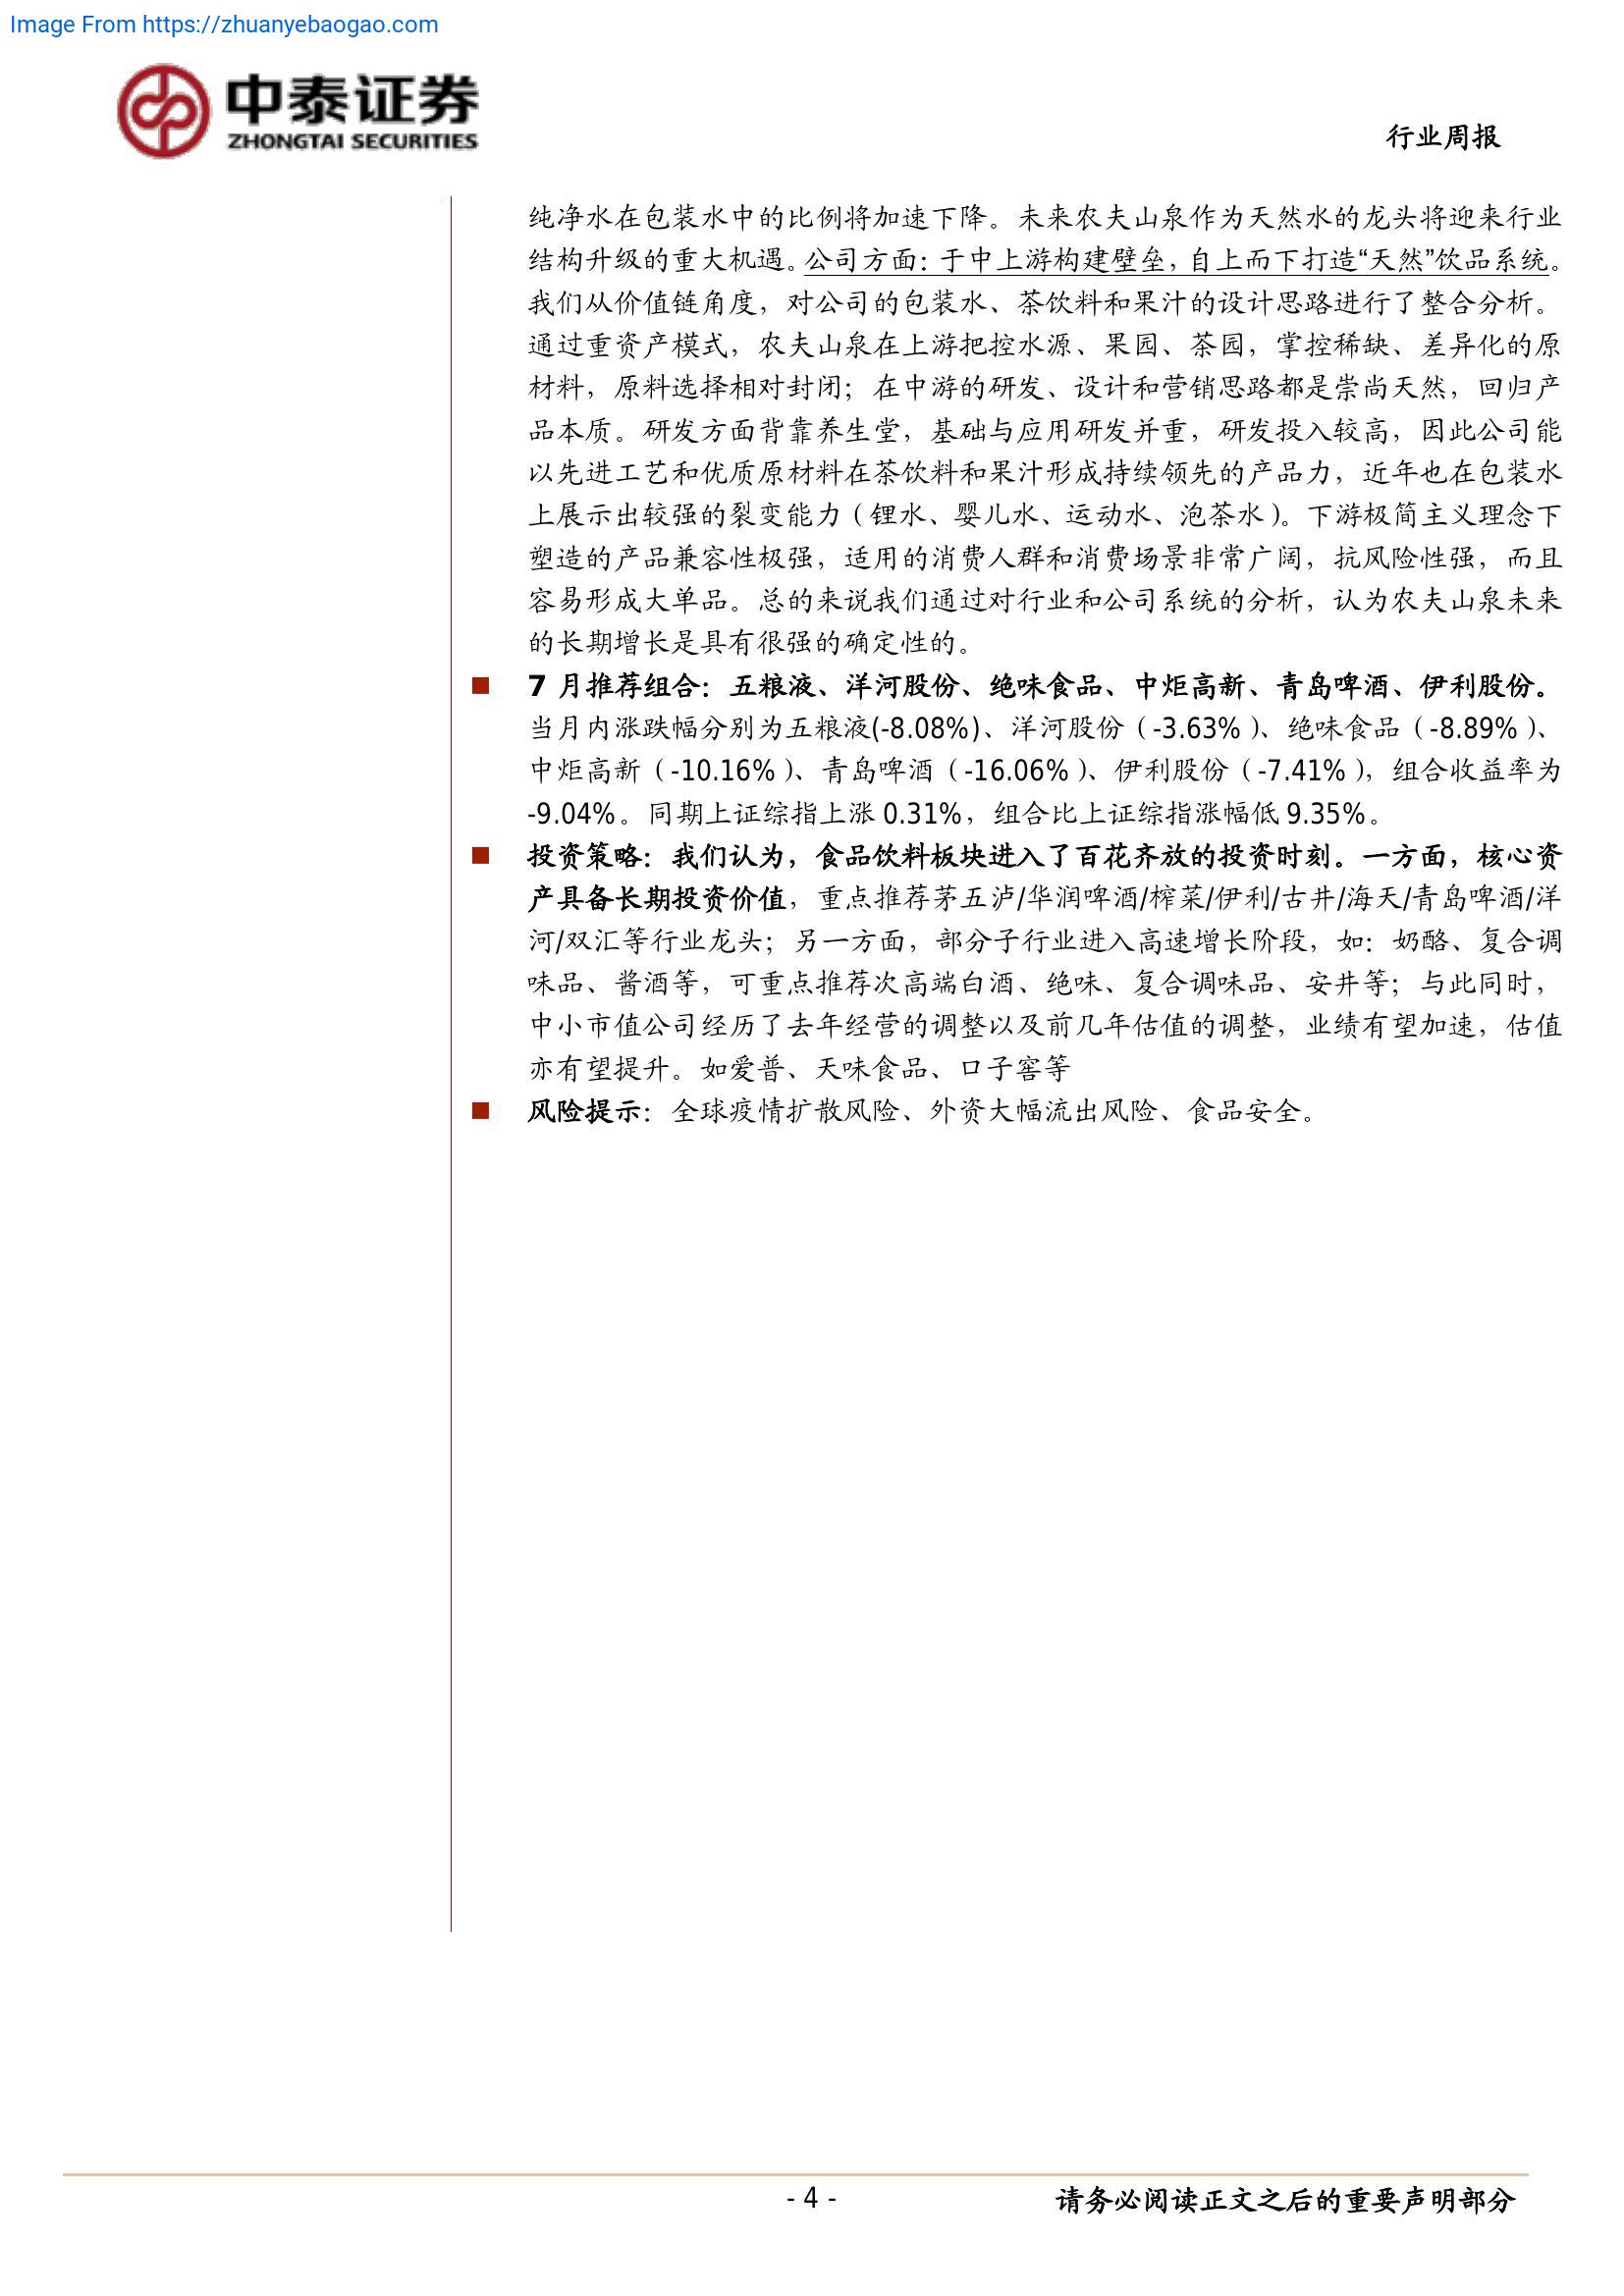 Image From https://zhuanyebaogao.com
中泰证券
ZHONGTAI SECURITIES
行业周报
纯净水在包装水中的比例将加速下降。未来农夫山泉作为天然水的龙头将迎来行业
结构升级的重大机遇。公司方面：于中上游构建壁垒，自上而下打造“天然”饮品系统。
我们从价值链角度，对公司的包装水、茶饮料和果汁的设计思路进行了整合分析。
通过重资产模式，农夫山泉在上游把控水源、果园、茶园，掌控稀缺、差异化的原
材料，原料选择相对封闭；在中游的研发、设计和营销思路都是崇尚天然，回归产
品本质。研发方面背靠养生堂，基础与应用研发并重，研发投入较高，因此公司能
以先进工艺和优质原材料在茶饮料和果汁形成持续领先的产品力，近年也在包装水
上展示出较强的裂变能力（锂水、婴儿水、运动水、泡茶水）。下游极简主义理念下
塑造的产品兼容性极强，适用的消费人群和消费场景非常广阔，抗风险性强，而且
容易形成大单品。总的来说我们通过对行业和公司系统的分析，认为农夫山泉未来
的长期增长是具有很强的确定性的。
■ 7 月推荐组合：五粮液、洋河股份、绝味食品、中炬高新、青岛啤酒、伊利股份。
当月内涨跌幅分别为五粮液(-8.08%)、洋河股份（-3.63%）、绝味食品（-8.89%）、
中炬高新（-10.16%）、青岛啤酒（-16.06%）、伊利股份（-7.41%），组合收益率为
-9.04%。同期上证综指上涨 0.31%，组合比上证综指涨幅低 9.35%。
■ 投资策略：我们认为，食品饮料板块进入了百花齐放的投资时刻。一方面，核心资
产具备长期投资价值，重点推荐茅五泸/华润啤酒/榨菜/伊利/古井/海天/青岛啤酒/洋
河/双汇等行业龙头；另一方面，部分子行业进入高速增长阶段，如：奶酪、复合调
味品、酱酒等，可重点推荐次高端白酒、绝味、复合调味品、安井等；与此同时，
中小市值公司经历了去年经营的调整以及前几年估值的调整，业绩有望加速，估值
亦有望提升。如爱普、天味食品、口子窖等
■ 风险提示：全球疫情扩散风险、外资大幅流出风险、食品安全。
- 4 -
请务必阅读正文之后的重要声明部分